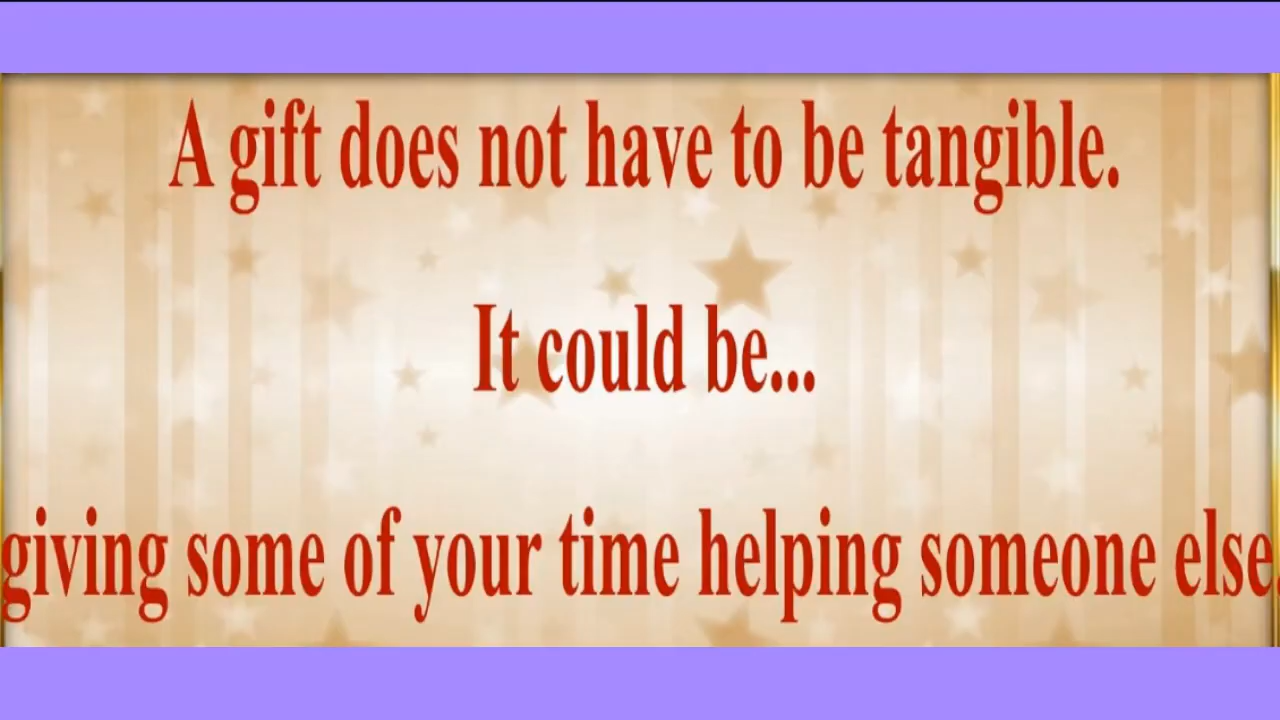 A gift does not have to be tangible.
It could be...
giving some of your time helping someone else.